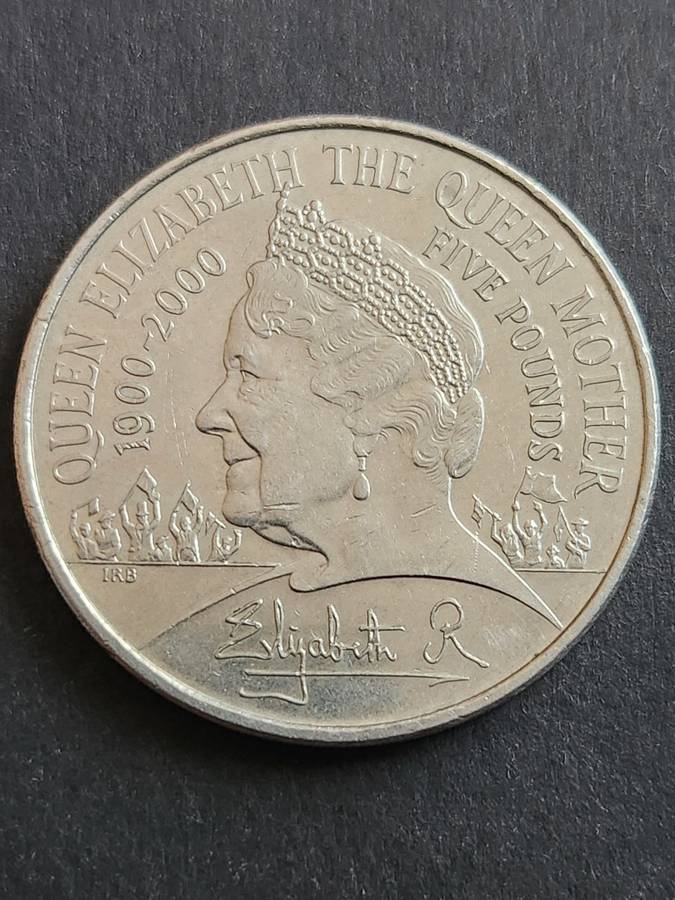 QUEEN ELIZABETH THE QUEEN MOTHER
1900-2000
FIVE POUNDS
IRB
Elizabeth R